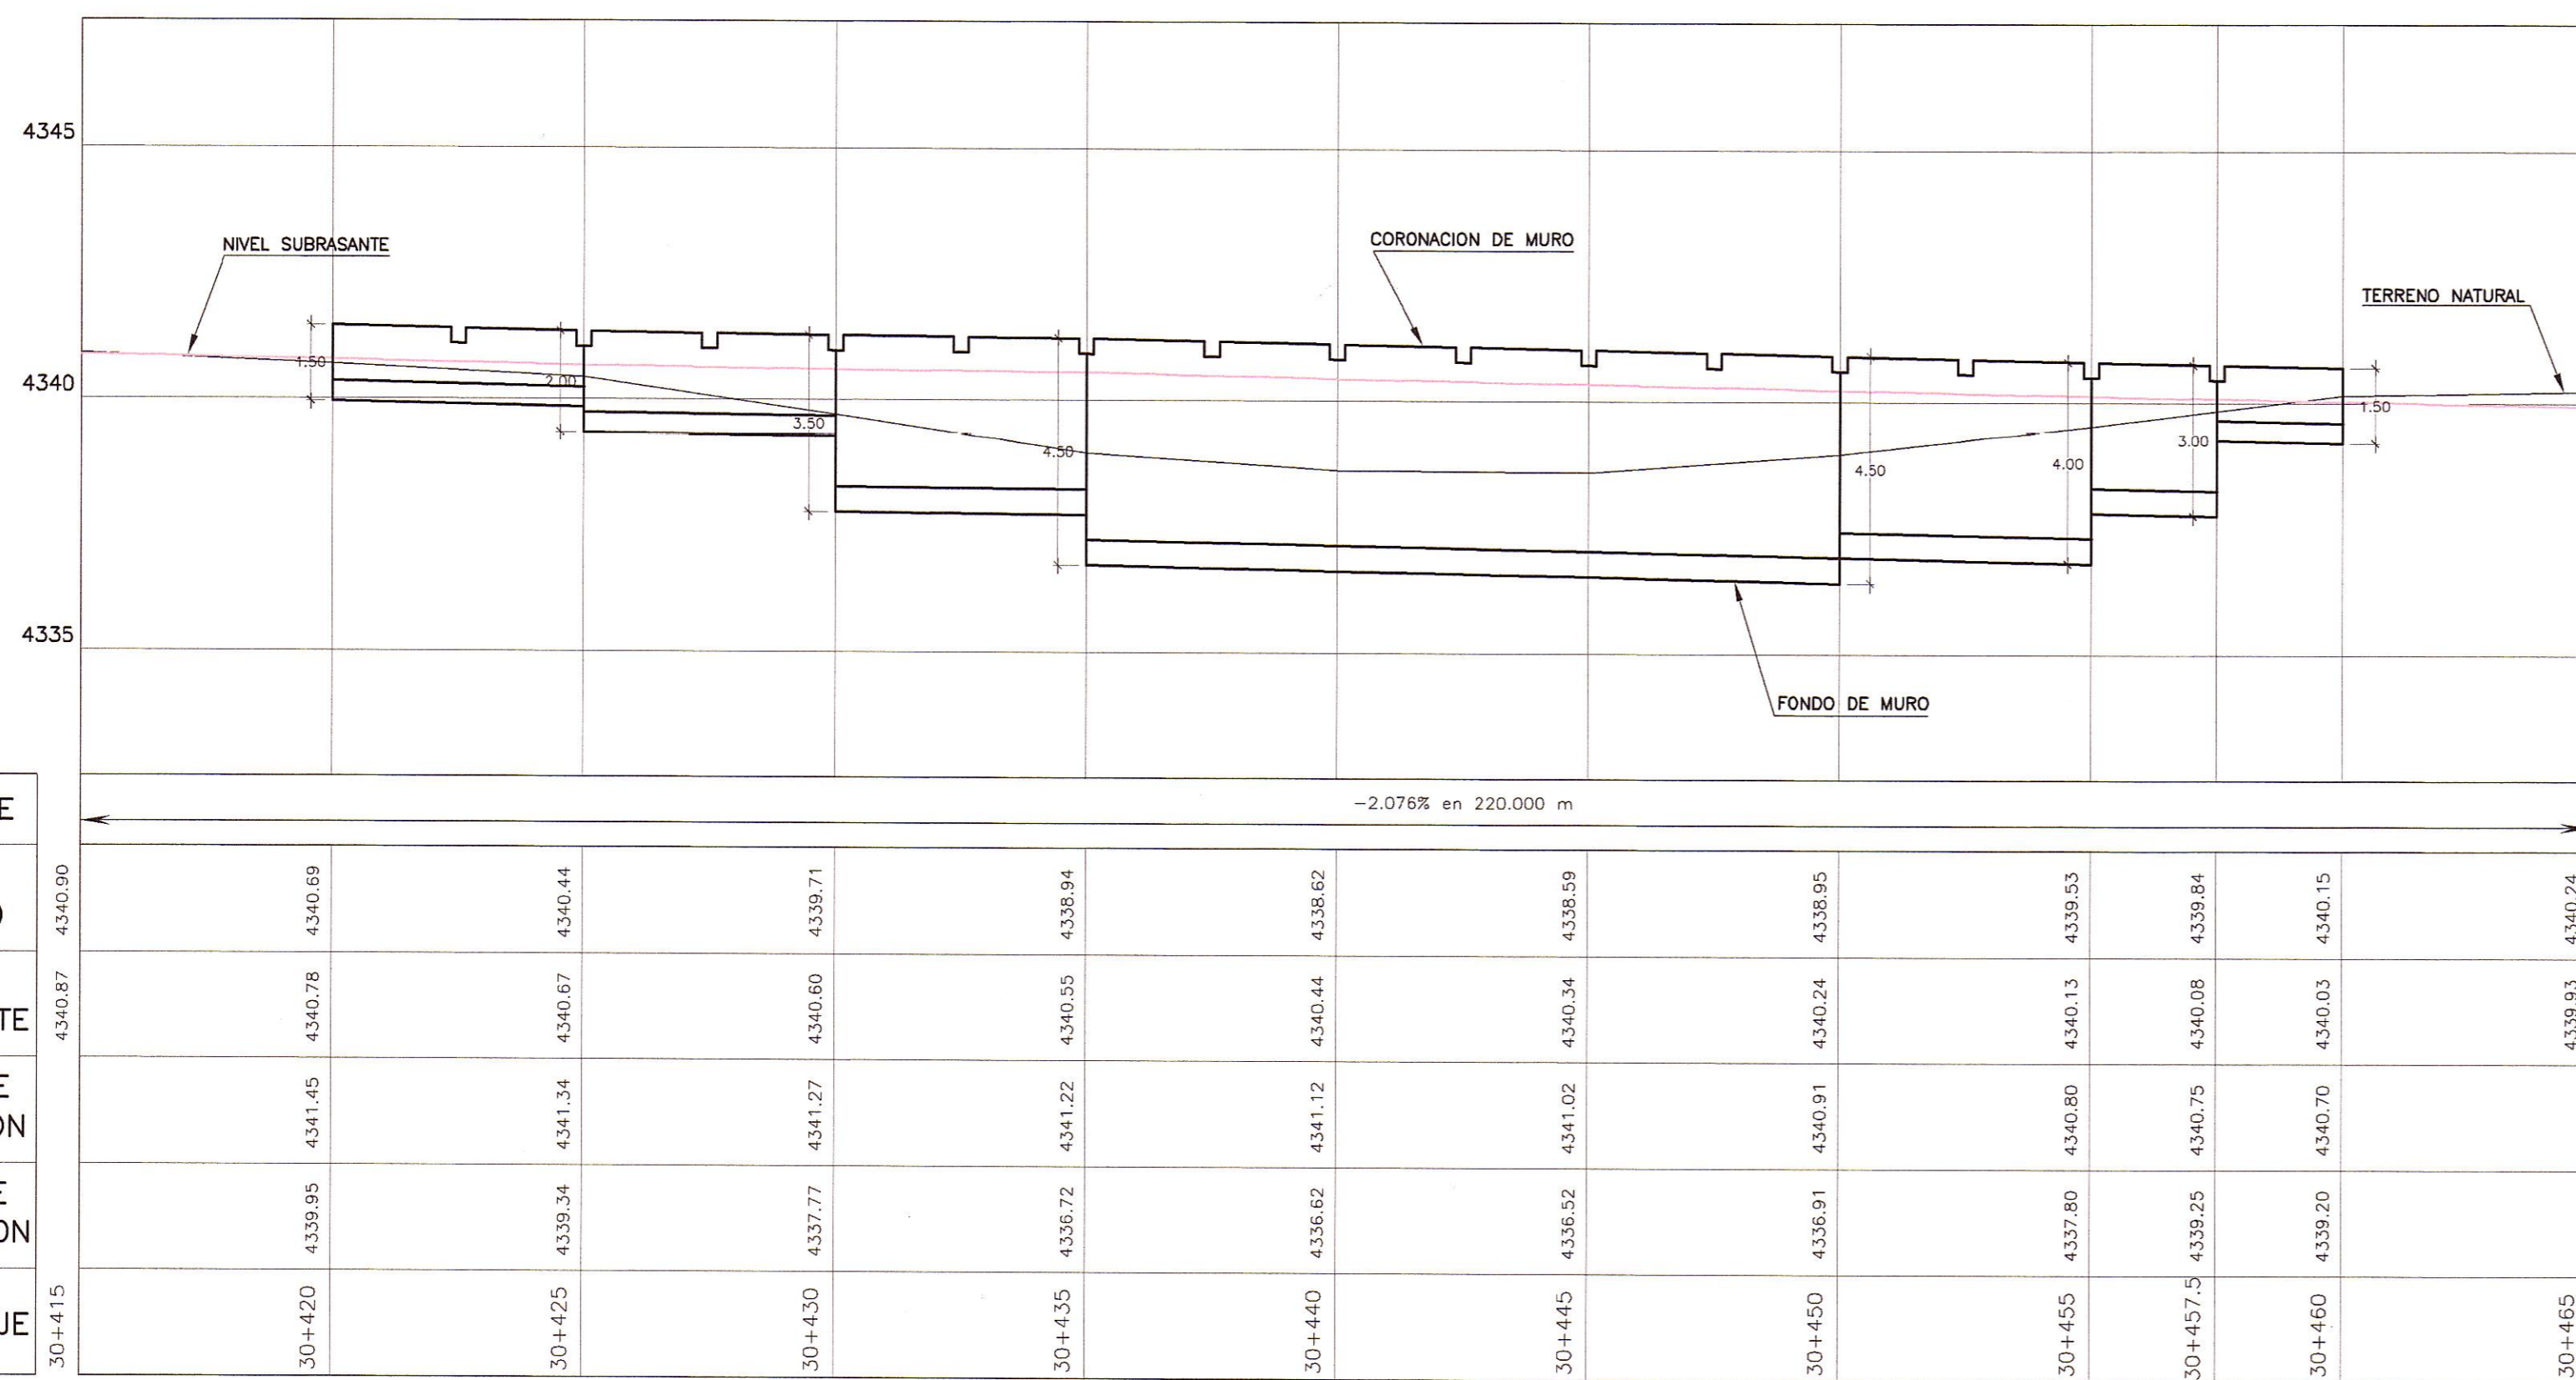 4345
4340
4335
NIVEL SUBRASANTE
CORONACION DE MURO
TERRENO NATURAL
FONDO DE MURO
1.50
2.00
3.50
4.50
4.50
4.00
3.00
1.50
-2.076% en 220.000 m
E
4340.90 4340.69 4340.44 4339.71 4338.94 4338.62 4338.59 4338.95 4339.53 4339.84 4340.15 4340.24
TE
4340.87 4340.78 4340.67 4340.60 4340.55 4340.44 4340.34 4340.24 4340.13 4340.08 4340.03 4339.93
E
ON
4341.45 4341.34 4341.27 4341.22 4341.12 4341.02 4340.91 4340.80 4340.75 4340.70
E
ON
4339.95 4339.34 4337.77 4336.72 4336.62 4336.52 4336.91 4337.80 4339.25 4339.20
JE
30+415 30+420 30+425 30+430 30+435 30+440 30+445 30+450 30+455 30+457.5 30+460 30+465